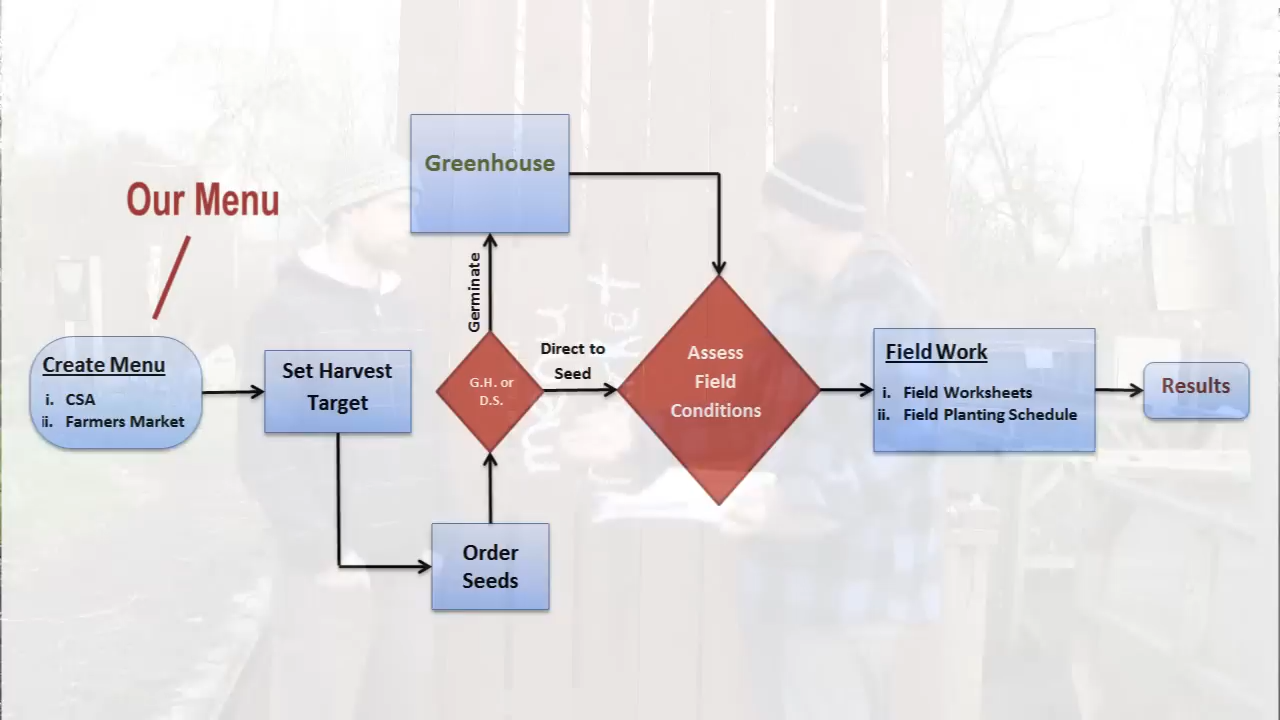 Our Menu
Create Menu
i. CSA
ii. Farmers Market
Set Harvest
Target
Order
Seeds
G.H. or
D.S.
Germinate
Greenhouse
Direct to
Seed
Assess
Field
Conditions
Field Work
i. Field Worksheets
ii. Field Planting Schedule
Results